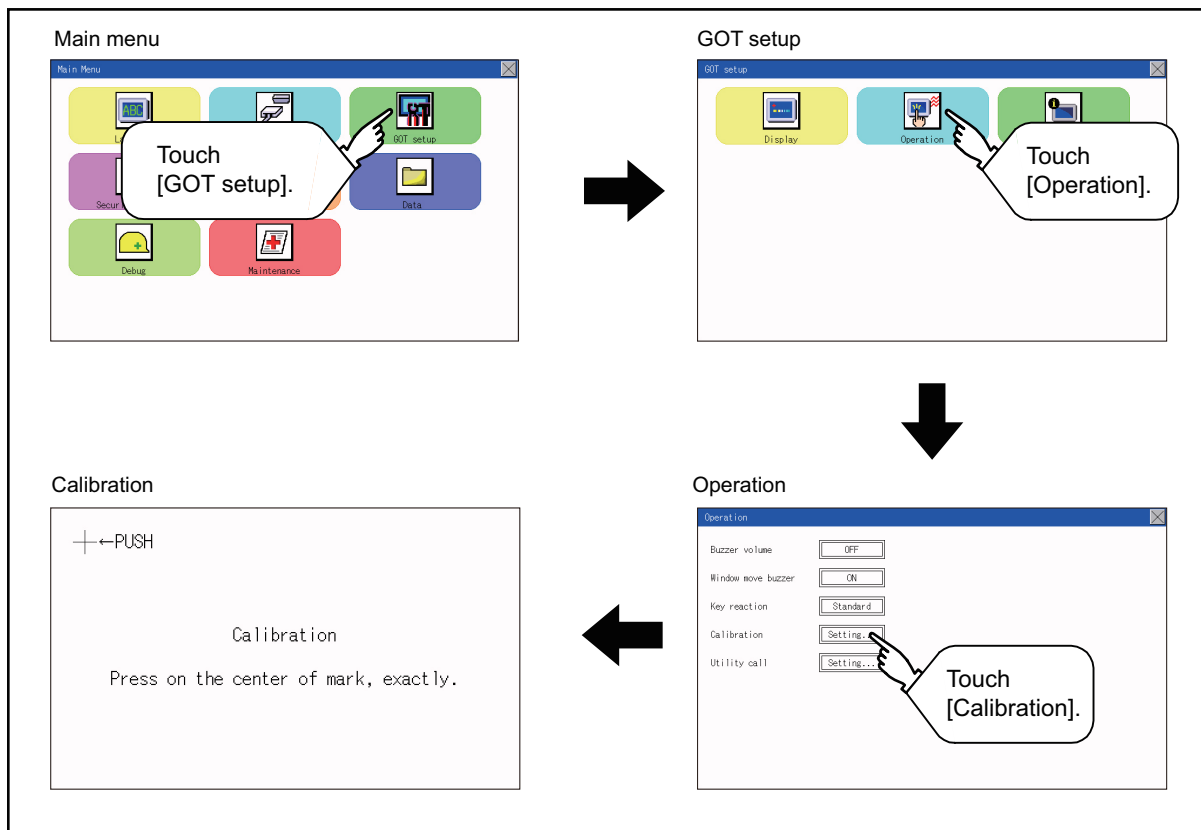 Main menu
Main Menu
GOT setup
Touch
[GOT setup].
Data
Debug
Maintenance
GOT setup
GOT setup
Display
Operation
Touch
[Operation].
Calibration
←PUSH
Calibration
Press on the center of mark, exactly.
Operation
Operation
Buzzer volume
OFF
Window move buzzer
ON
Key reaction
Standard
Calibration
Setting..
Utility call
Setting...
Touch
[Calibration].